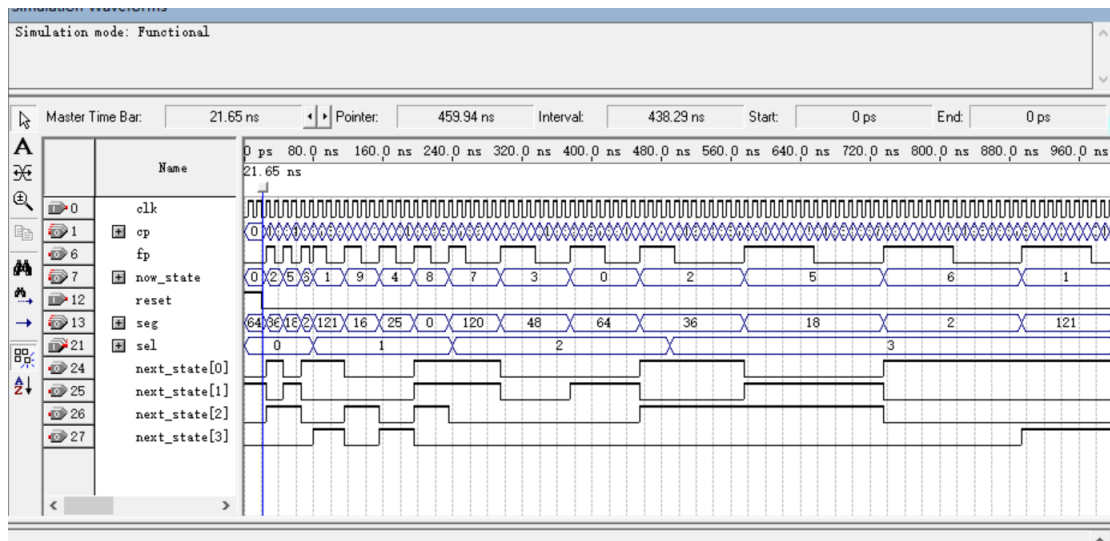 Simulation Waveforms
Simulation mode: Functional
Master Time Bar: 21.65 ns Pointer: 459.94 ns Interval: 438.29 ns Start: 0 ps End: 0 ps
A Name 0 ps 80.0 ns 160.0 ns 240.0 ns 320.0 ns 400.0 ns 480.0 ns 560.0 ns 640.0 ns 720.0 ns 800.0 ns 880.0 ns 960.0 ns
21.65 ns
0 clk
1 cp 0
6 fp
7 now_state 0 2 5 6 1 9 4 8 7 3 0 2 5 6 1
12 reset
13 seg 64 36 18 2 121 16 25 0 120 48 64 36 18 2 121
21 sel 0 1 2 3
24 next_state[0]
25 next_state[1]
26 next_state[2]
27 next_state[3]